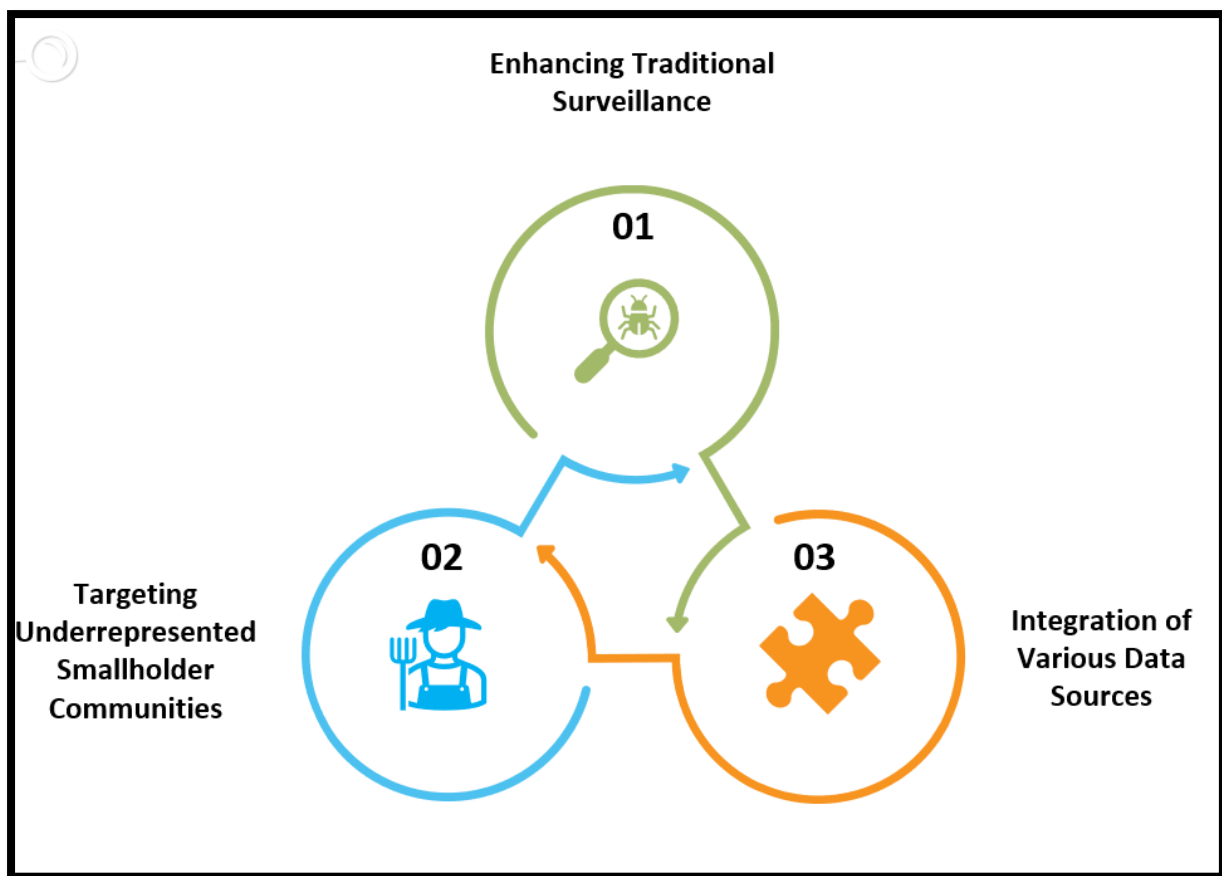 Enhancing Traditional
Surveillance
01
02
Targeting
Underrepresented
Smallholder
Communities
03
Integration of
Various Data
Sources